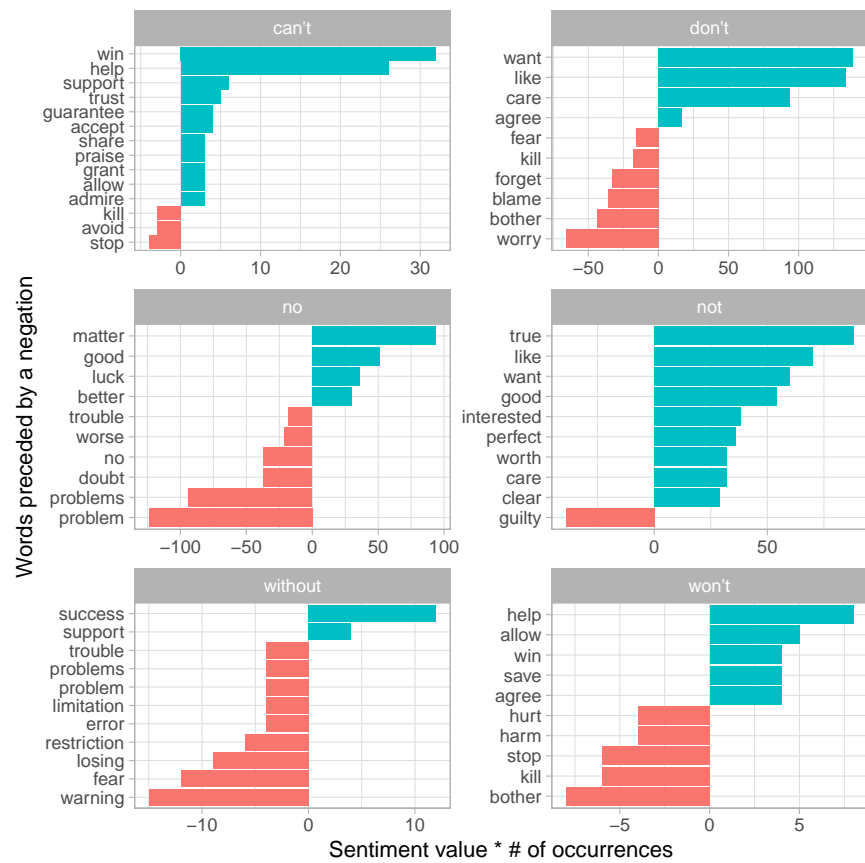 can't
win
help
support
trust
guarantee
accept
share
praise
grant
allow
admire
kill
avoid
stop
0 10 20 30
don't
want
like
care
agree
fear
kill
forget
blame
bother
worry
−50 0 50 100
no
matter
good
luck
better
trouble
worse
no
doubt
problems
problem
−100 −50 0 50 100
not
true
like
want
good
interested
perfect
worth
care
clear
guilty
0 50
without
success
support
trouble
problems
problem
limitation
error
restriction
losing
fear
warning
−10 0 10
won't
help
allow
win
save
agree
hurt
harm
stop
kill
bother
−5 0 5
Words preceded by a negation
Sentiment value * # of occurrences